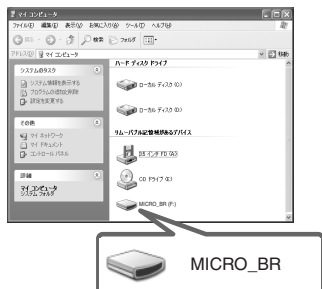 マイ コンピュータ
ファイル(F) 編集(E) 表示(V) お気に入り(A) ツール(T) ヘルプ(H)
戻る 検索 フォルダ
アドレス(D) マイ コンピュータ 移動
システムのタスク
システム情報を表示する
プログラムの追加と削除
設定を変更する
その他
マイ ネットワーク
マイ ドキュメント
コントロール パネル
詳細
マイ コンピュータ
システム フォルダ
ハード ディスク ドライブ
ローカル ディスク (C:)
ローカル ディスク (D:)
リムーバブル記憶域があるデバイス
3.5 インチ FD (A:)
CD ドライブ (E:)
MICRO_BR (F:)
MICRO_BR